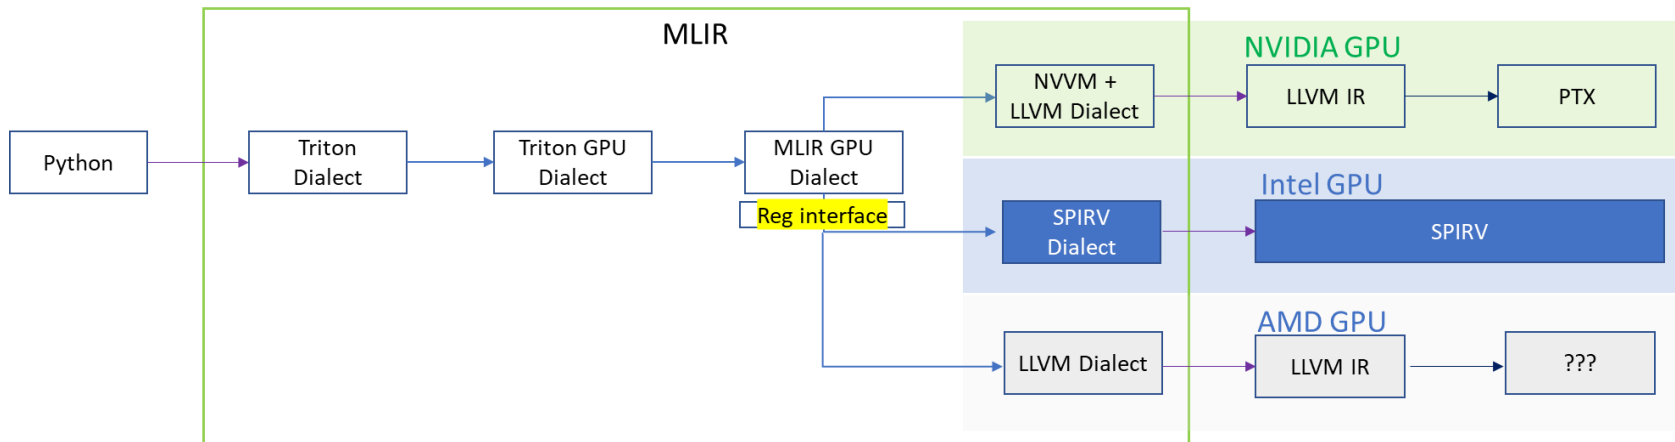 MLIR
Python
Triton
Dialect
Triton GPU
Dialect
MLIR GPU
Dialect
Reg interface
NVIDIA GPU
NVVM +
LLVM Dialect
LLVM IR
PTX
Intel GPU
SPIRV
Dialect
SPIRV
AMD GPU
LLVM Dialect
LLVM IR
???